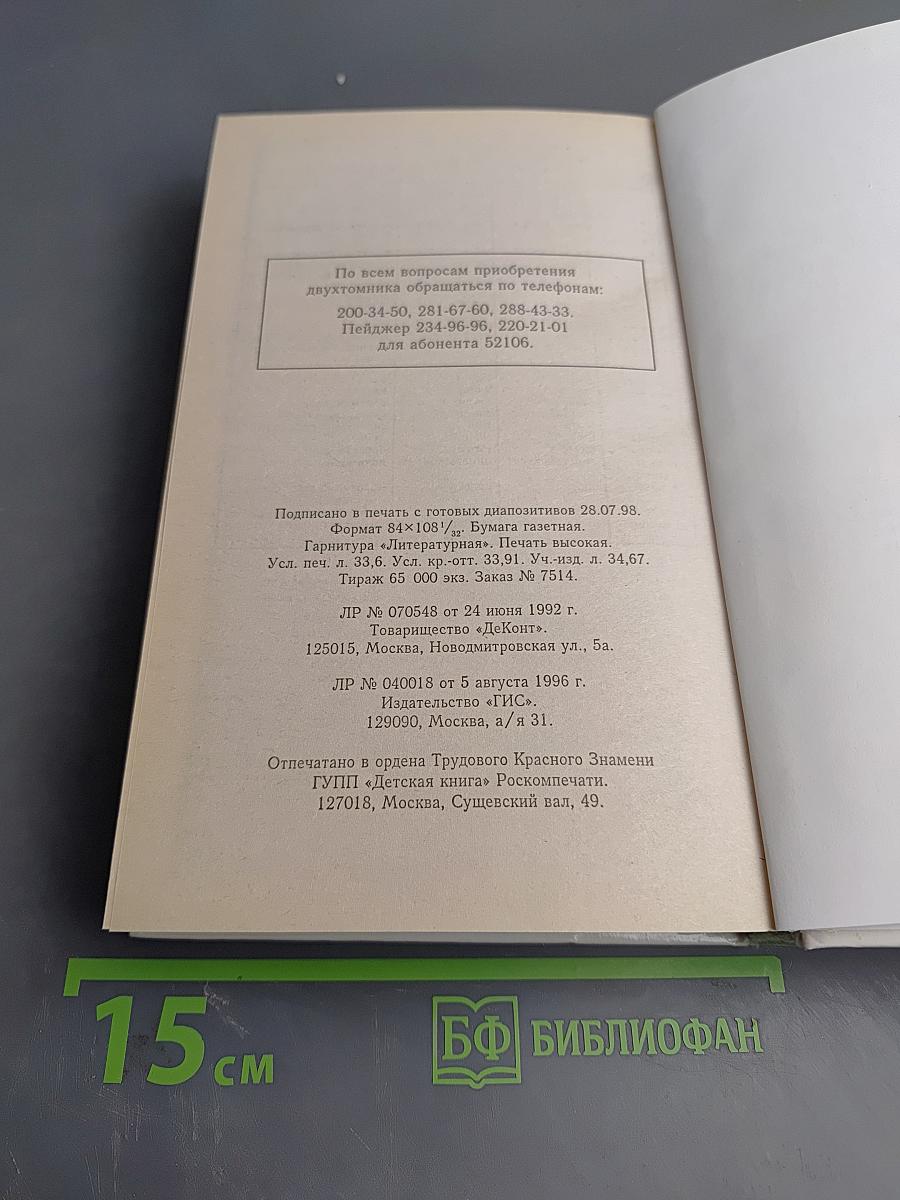 По всем вопросам приобретения
двухтомника обращаться по телефонам:
200-34-50, 281-67-60, 288-43-33.
Пейджер 234-96-96, 220-21-01
для абонента 52106.
Подписано в печать с готовых диапозитивов 28.07.98.
Формат 84×108 1/32. Бумага газетная.
Гарнитура «Литературная». Печать высокая.
Усл. печ. л. 33,6. Усл. кр.-отт. 33,91. Уч.-изд. л. 34,67.
Тираж 65 000 экз. Заказ № 7514.
ЛР № 070548 от 24 июня 1992 г.
Товарищество «ДеКонт».
125015, Москва, Новодмитровская ул., 5а.
ЛР № 040018 от 5 августа 1996 г.
Издательство «ГИС».
129090, Москва, а/я 31.
Отпечатано в ордена Трудового Красного Знамени
ГУПП «Детская книга» Роскомпечати.
127018, Москва, Сущевский вал, 49.
15 см
БФ БИБЛИОФАН